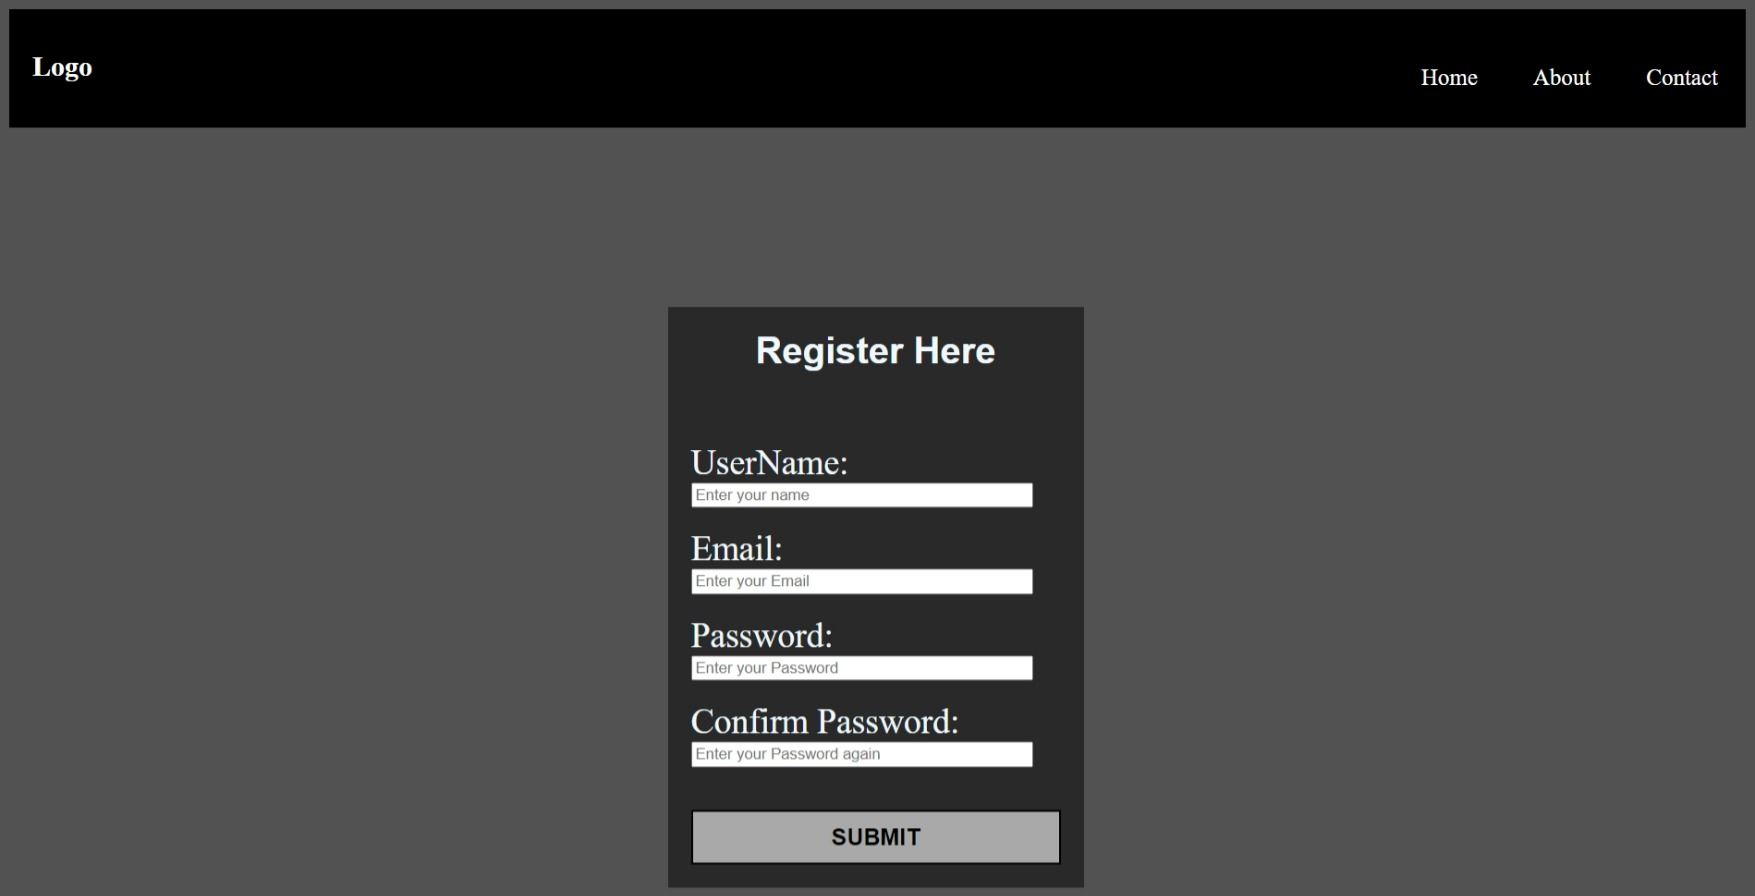 Logo
Home About Contact
Register Here
UserName:
Enter your name
Email:
Enter your Email
Password:
Enter your Password
Confirm Password:
Enter your Password again
SUBMIT